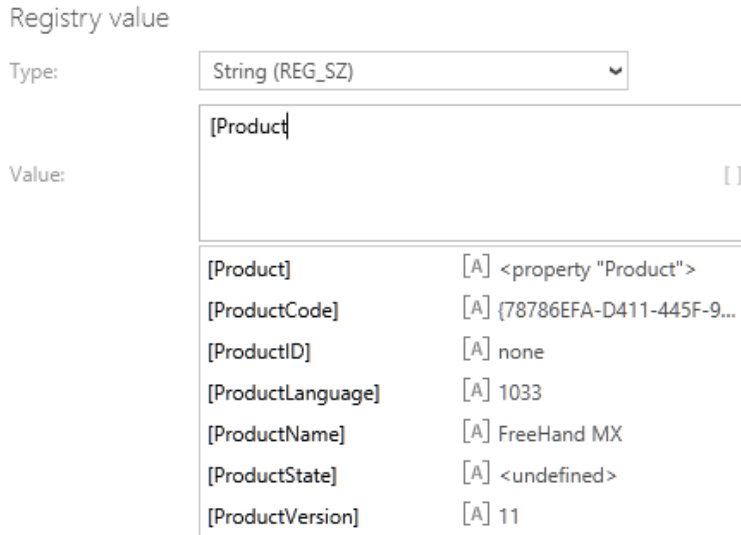 Registry value
Type: String (REG_SZ)
[Product
Value: [ ]
[Product] [A] <property "Product">
[ProductCode] [A] {78786EFA-D411-445F-9...
[ProductID] [A] none
[ProductLanguage] [A] 1033
[ProductName] [A] FreeHand MX
[ProductState] [A] <undefined>
[ProductVersion] [A] 11